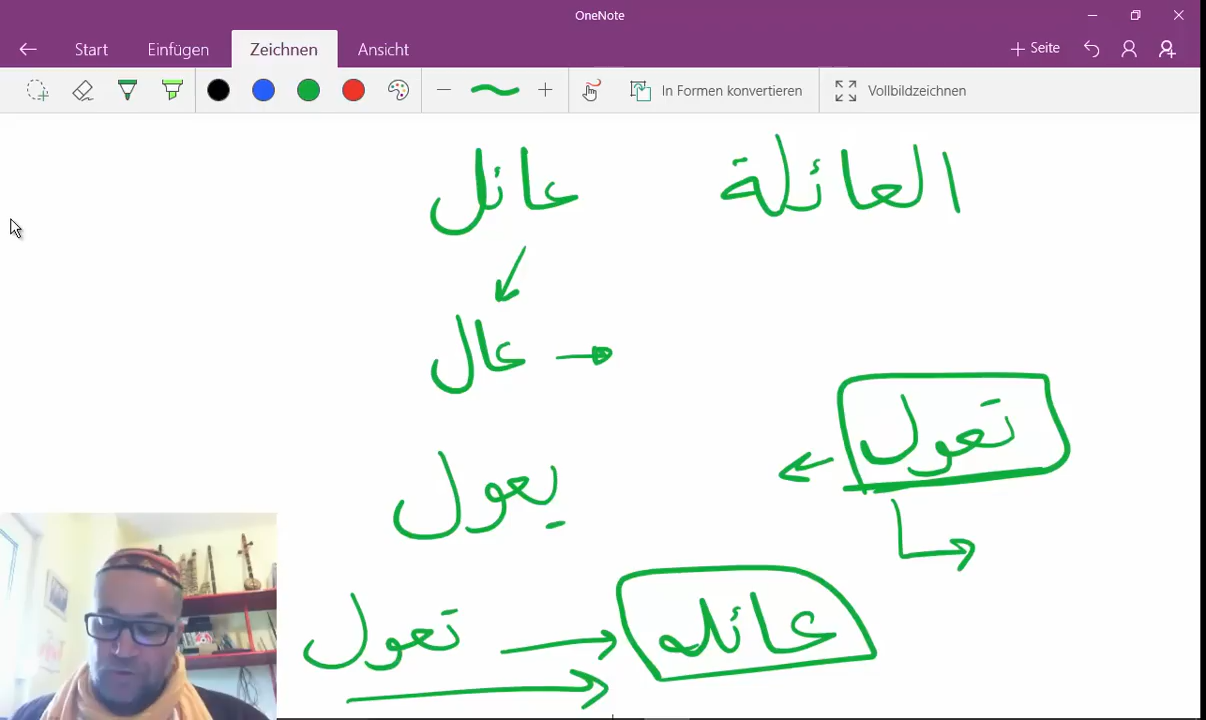 OneNote
Start Einfügen Zeichnen Ansicht Seite
In Formen konvertieren Vollbildzeichnen
العائلة عائل
عال
تعول
يعول
عائله
تعول